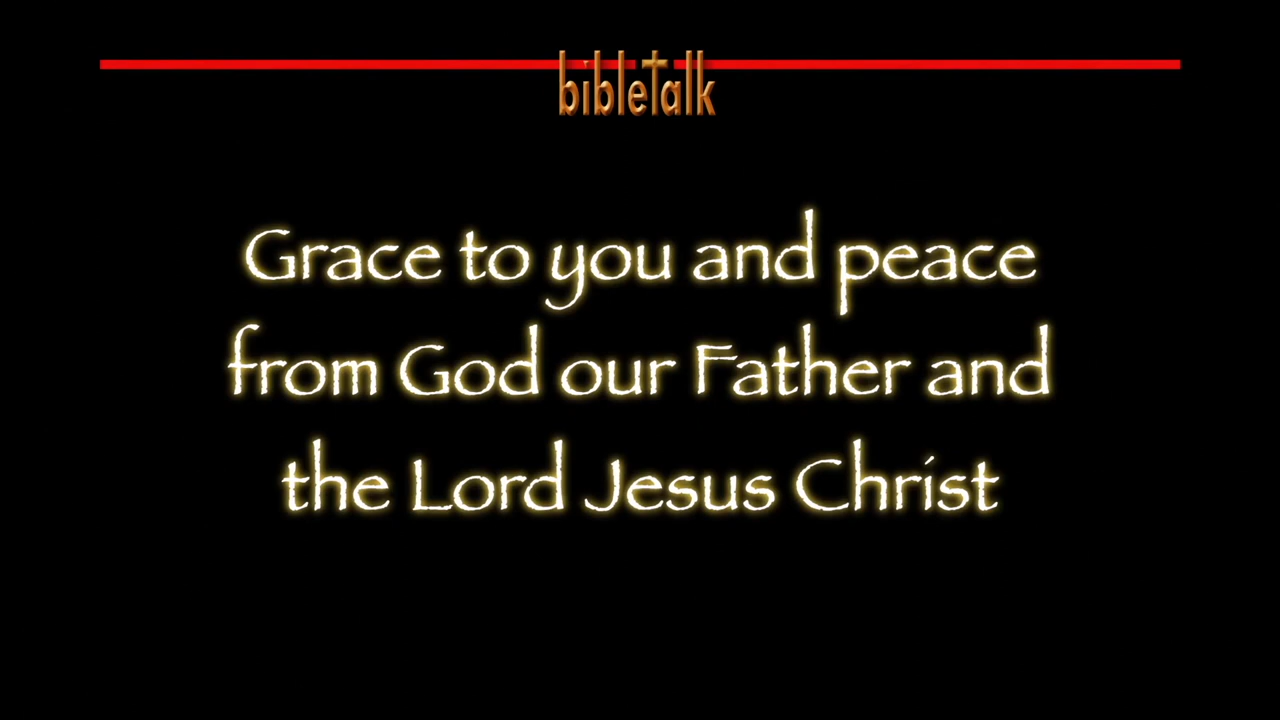 bibleTalk
Grace to you and peace
from God our Father and
the Lord Jesus Christ